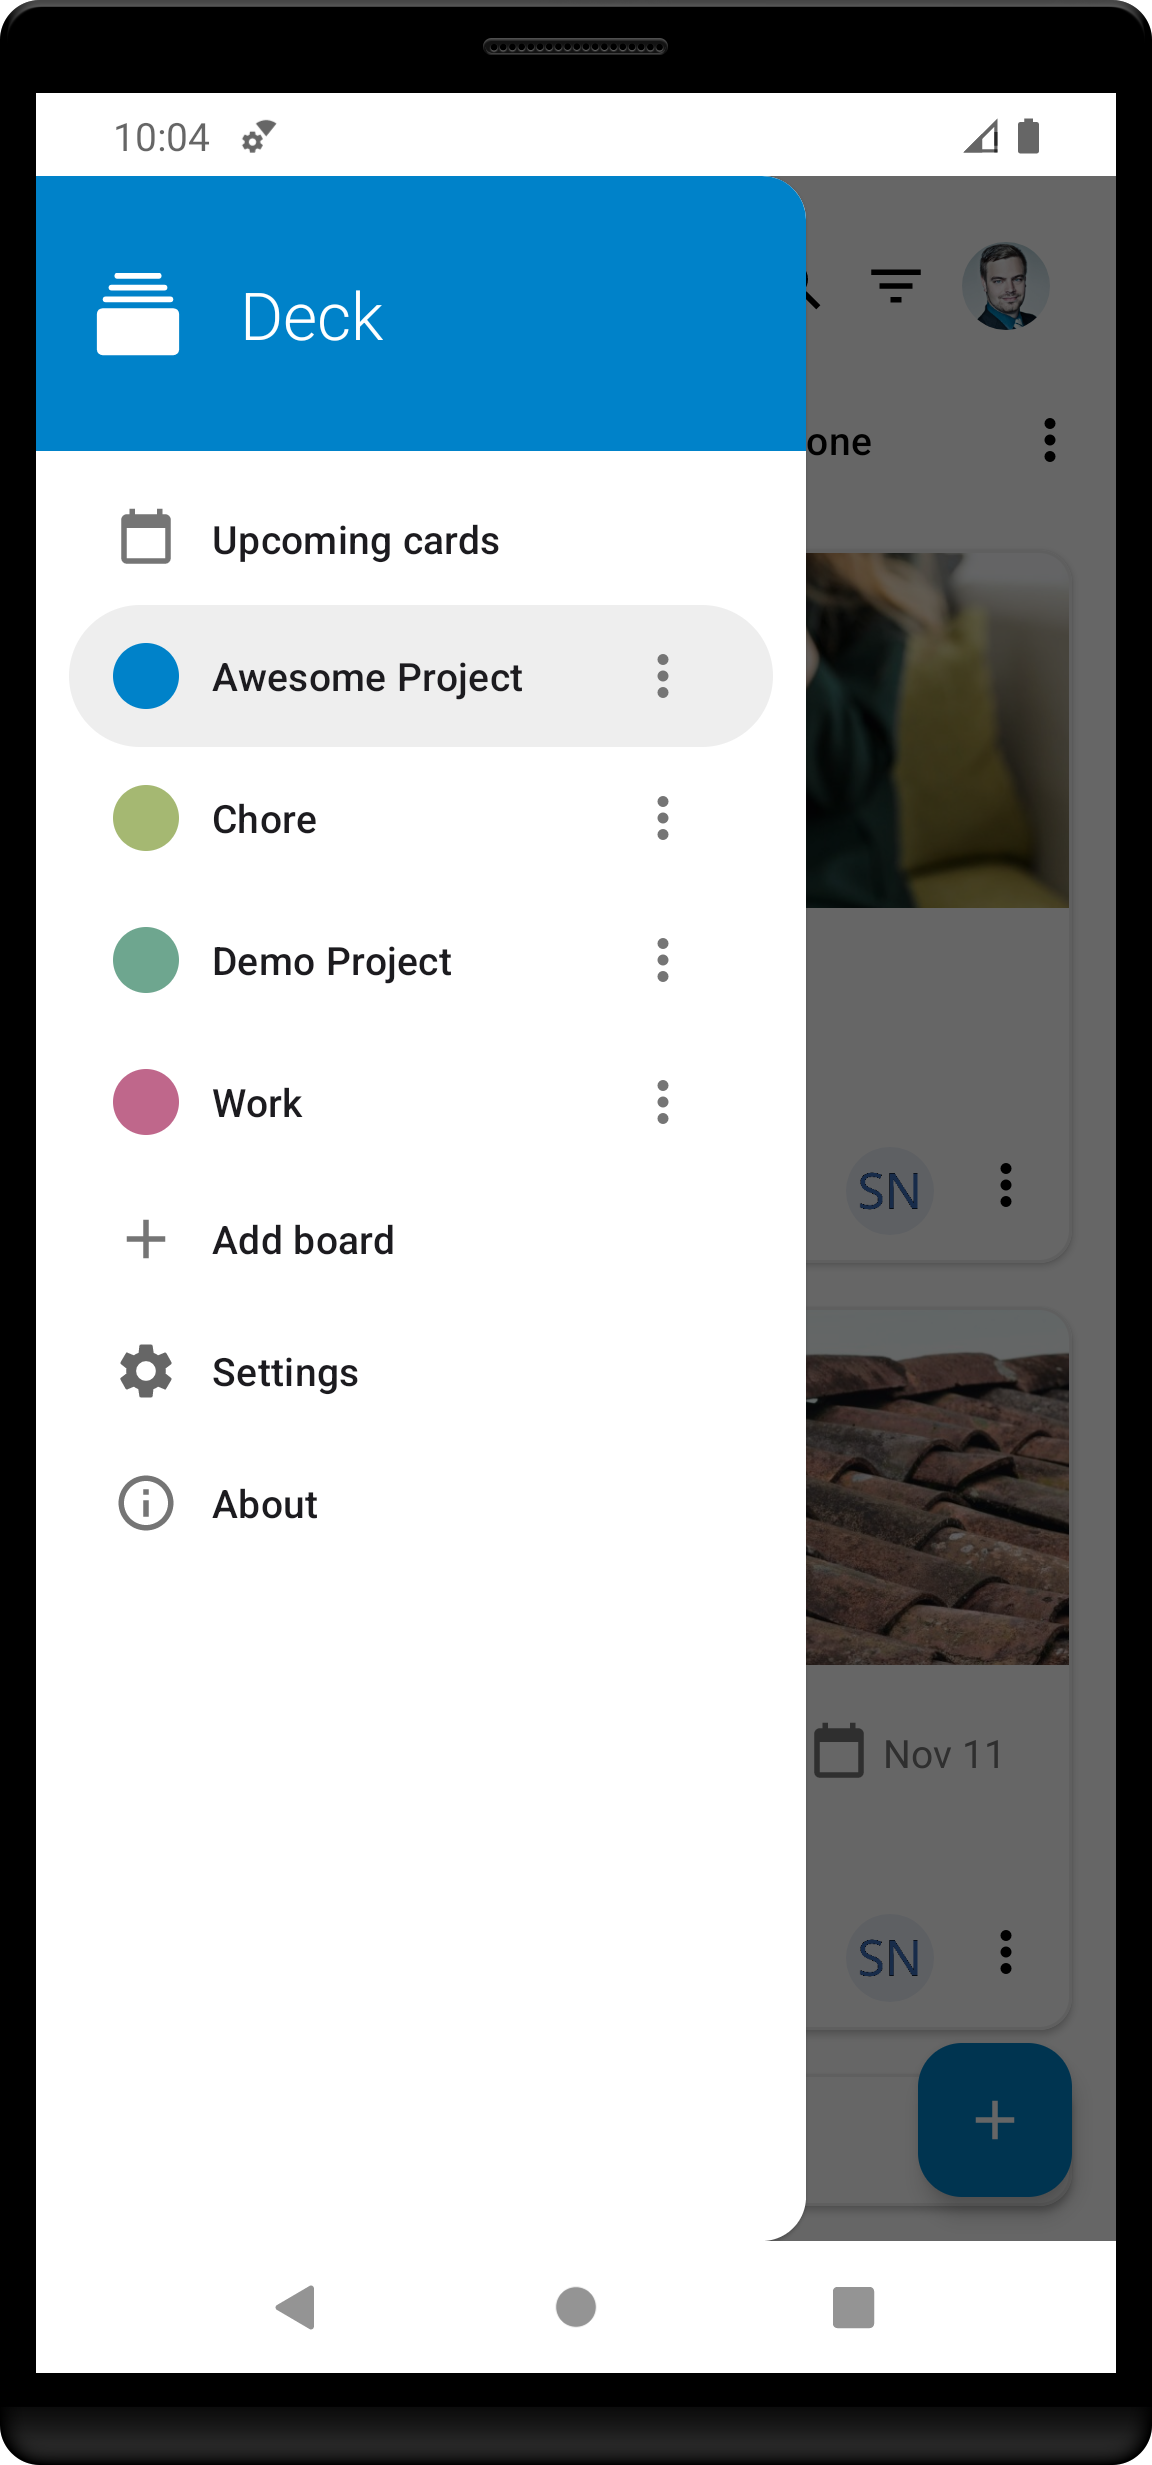 10:04
Deck
one
Upcoming cards
Awesome Project
Chore
Demo Project
Work
SN
Add board
Settings
About
Nov 11
SN